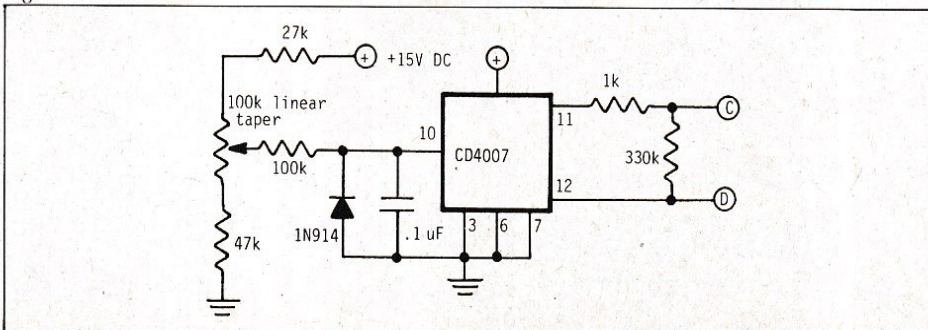 27k
+ +15V DC
+
1k
C
100k linear
taper
11
10
100k
CD4007
330k
12
D
1N914
.1 uF
3
6
7
47k